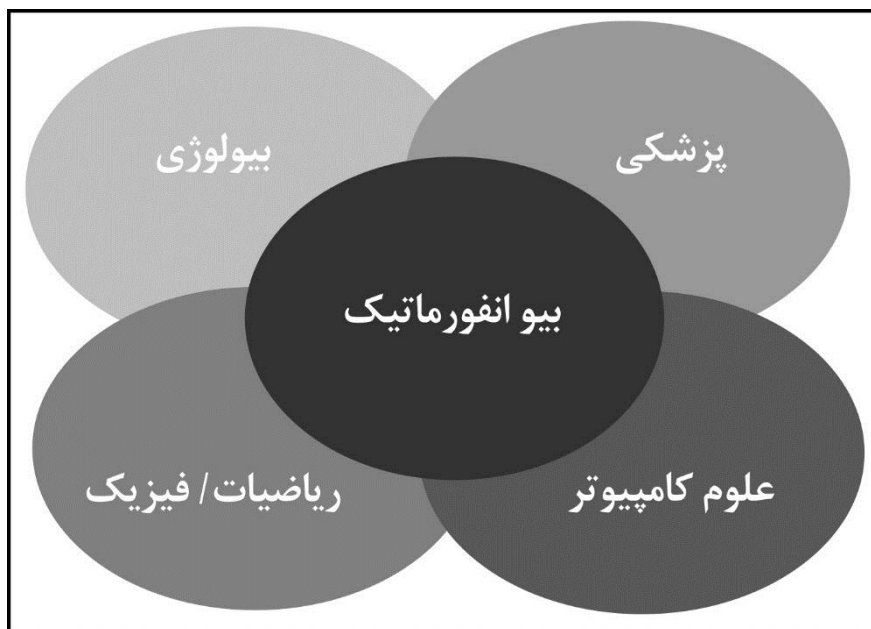 پزشکی
بیولوژی
بیو انفورماتیک
علوم کامپیوتر
ریاضیات/ فیزیک